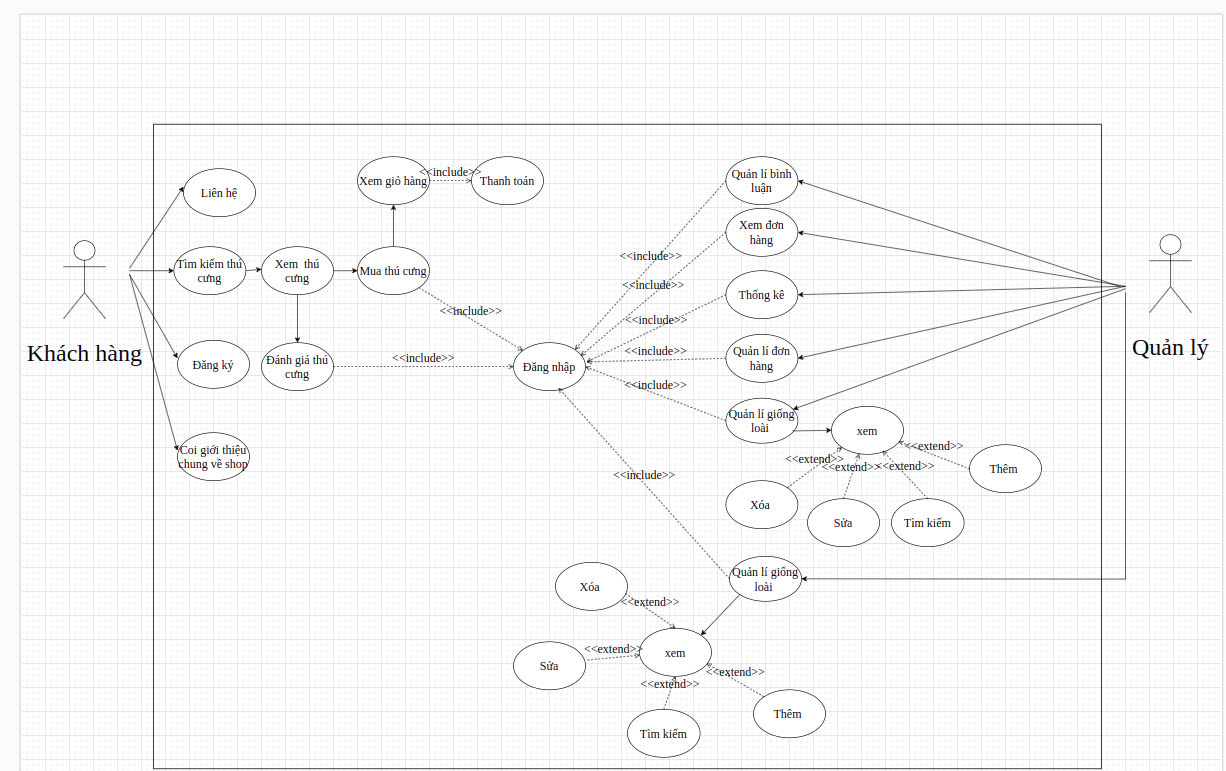 Khách hàng
Liên hệ
Tìm kiếm thú
cưng
Xem thú
cưng
Mua thú cưng
Xem giỏ hàng
<<include>>
Thanh toán
Đăng ký
Đánh giá thú
cưng
<<include>>
<<include>>
Đăng nhập
Coi giới thiệu
chung về shop
Quản lí bình
luận
Xem đơn
hàng
Thống kê
Quản lí đơn
hàng
Quản lí giống
loài
<<include>>
<<include>>
<<include>>
<<include>>
<<include>>
<<include>>
Quản lý
xem
<<extend>>
<<extend>>
<<extend>>
<<extend>>
Thêm
Xóa
Sửa
Tìm kiếm
Quản lí giống
loài
Xóa
<<extend>>
Sửa
<<extend>>
xem
<<extend>>
<<extend>>
Tìm kiếm
Thêm